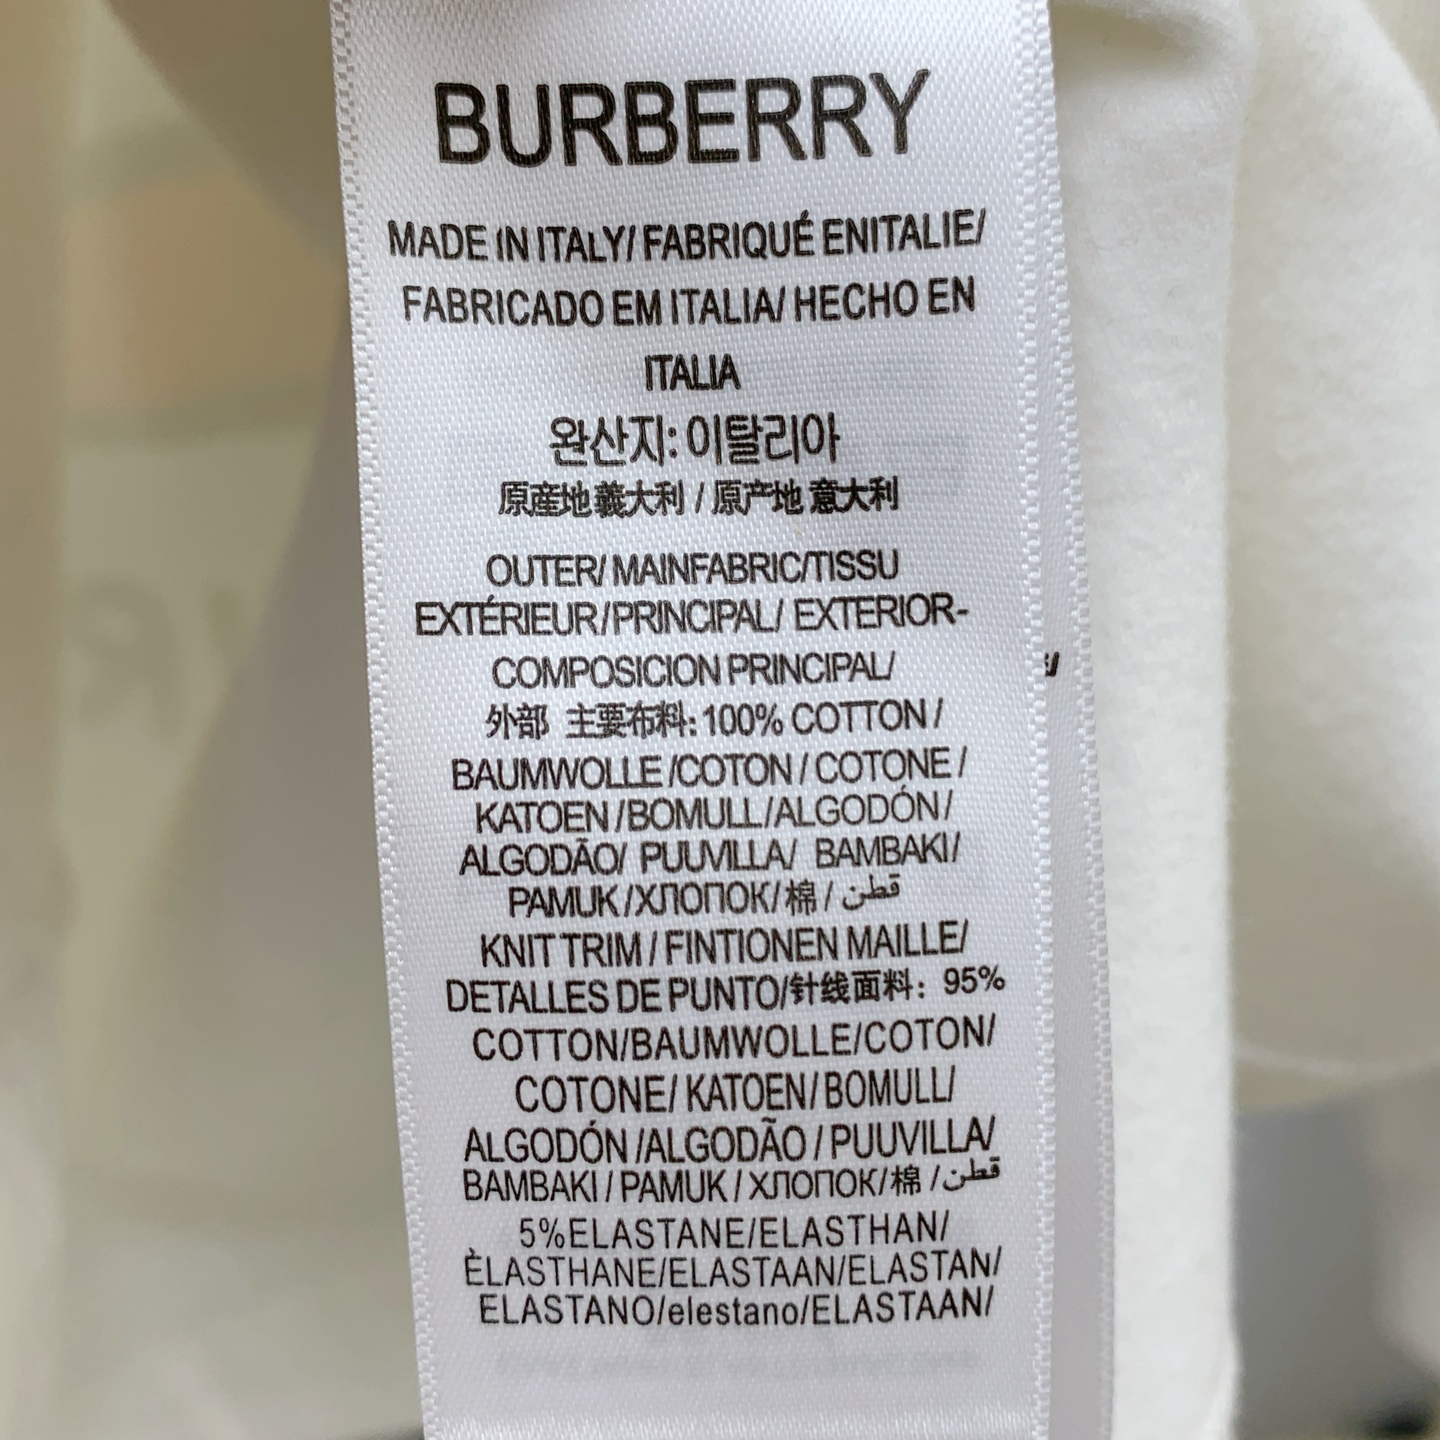 BURBERRY
MADE IN ITALY/ FABRIQUÉ ENITALIE/
FABRICADO EM ITALIA/ HECHO EN
ITALIA
완산지: 이탈리아
原産地 義大利 / 原产地 意大利
OUTER/ MAINFABRIC/TISSU
EXTÉRIEUR/PRINCIPAL/ EXTERIOR-
COMPOSICION PRINCIPAL/
外部 主要布料: 100% COTTON /
BAUMWOLLE /COTON / COTONE /
KATOEN /BOMULL/ALGODÓN/
ALGODÃO/ PUUVILLA/ BAMBAKI/
PAMUK /ХЛОПОК/棉 / قطن
KNIT TRIM / FINTIONEN MAILLE/
DETALLES DE PUNTO/针线面料: 95%
COTTON/BAUMWOLLE/COTON/
COTONE/ KATOEN/ BOMULL/
ALGODÓN /ALGODÃO / PUUVILLA/
BAMBAKI / PAMUK / ХЛОПОК/棉 /قطن
5%ELASTANE/ELASTHAN/
ÈLASTHANE/ELASTAAN/ELASTAN/
ELASTANO/elestano/ELASTAAN/